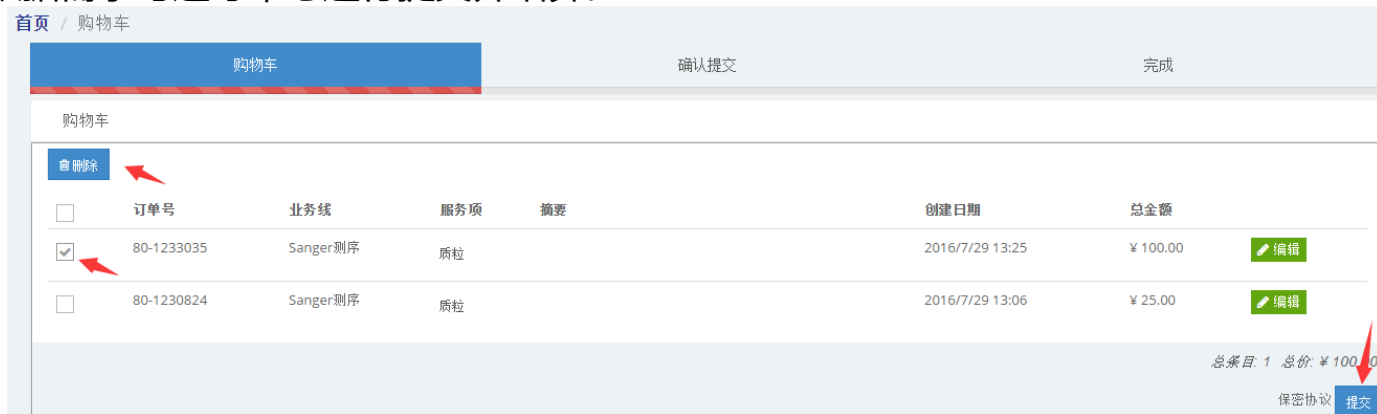 首页 / 购物车
购物车 确认提交 完成
购物车
删除
订单号 业务线 服务项 摘要 创建日期 总金额
80-1233035 Sanger测序 质粒 2016/7/29 13:25 ¥ 100.00 编辑
80-1230824 Sanger测序 质粒 2016/7/29 13:06 ¥ 25.00 编辑
总条目: 1 总价: ¥ 100.00
保密协议 提交